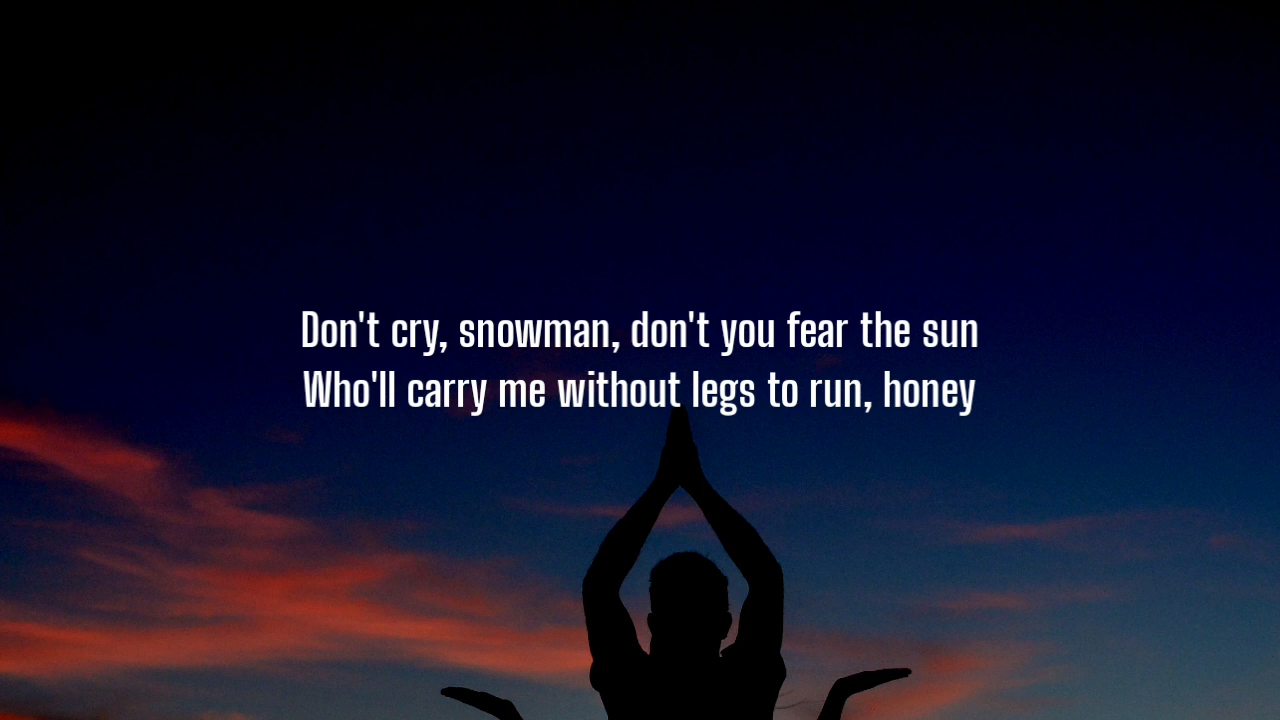 Don't cry, snowman, don't you fear the sun
Who'll carry me without legs to run, honey